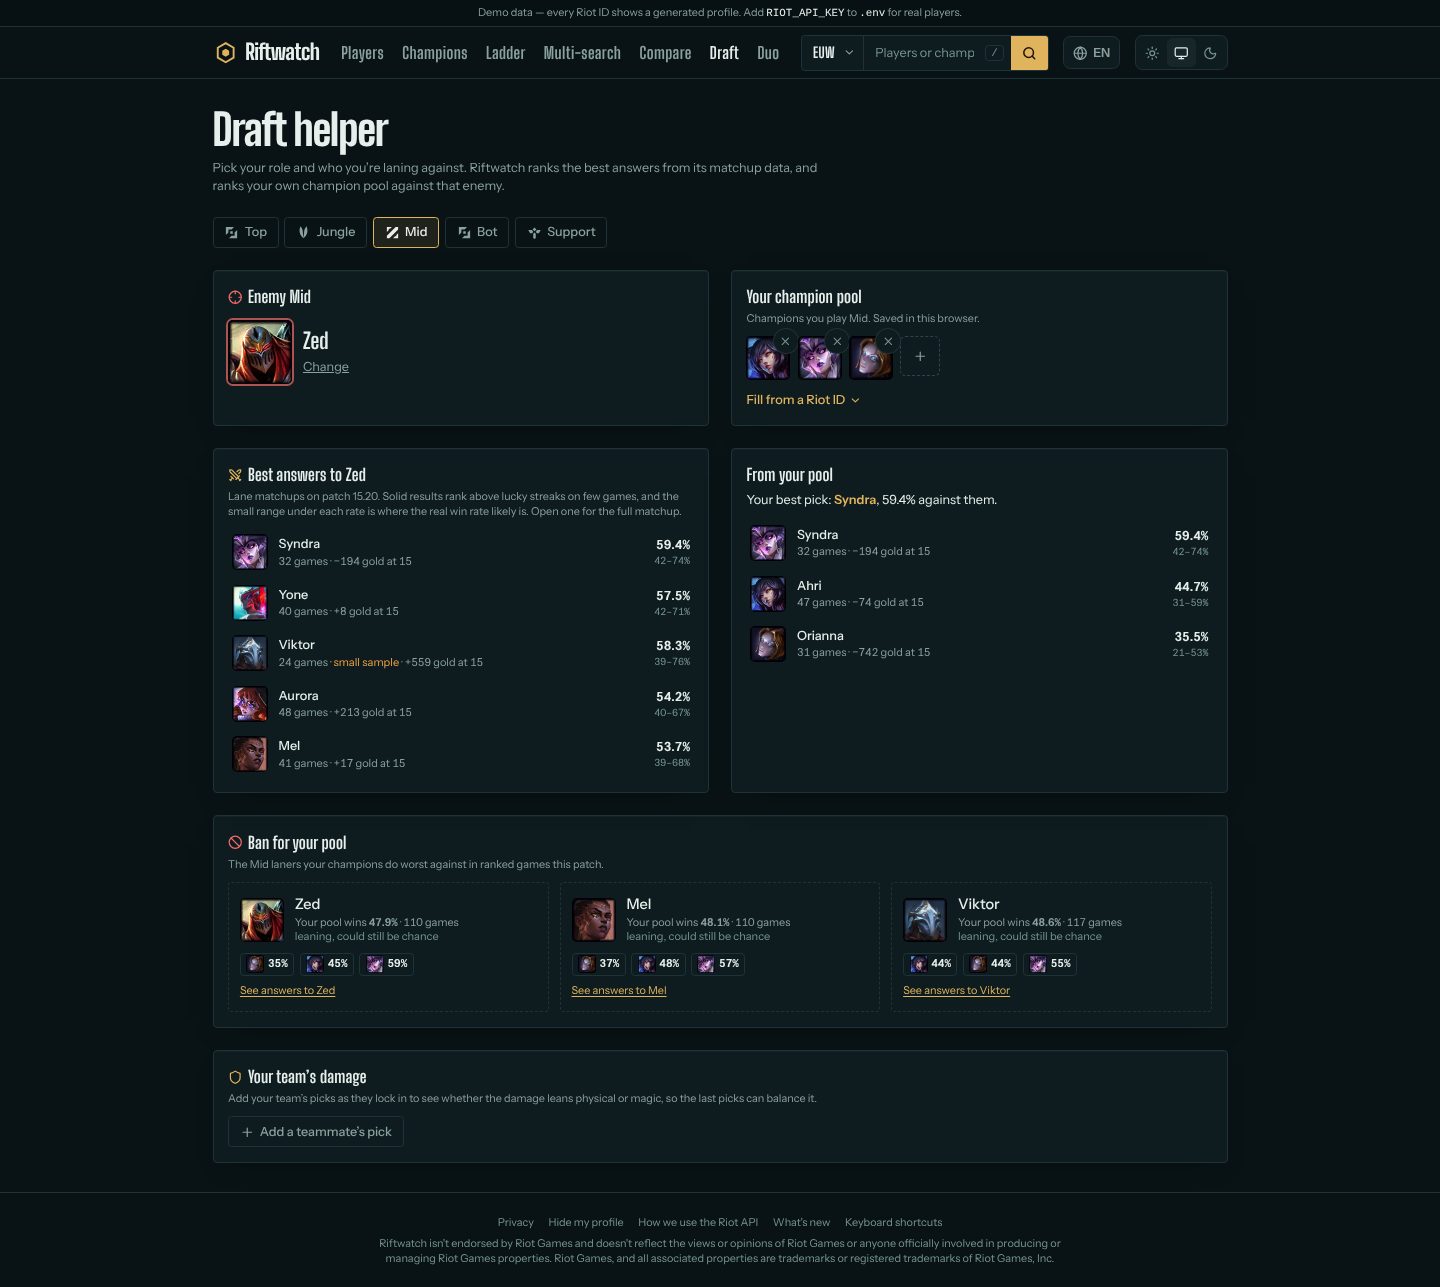 Demo data — every Riot ID shows a generated profile. Add RIOT_API_KEY to .env for real players.
Riftwatch Players Champions Ladder Multi-search Compare Draft Duo EUW Players or champ / EN
Draft helper
Pick your role and who you're laning against. Riftwatch ranks the best answers from its matchup data, and
ranks your own champion pool against that enemy.
Top Jungle Mid Bot Support
Enemy Mid
Zed
Change
Your champion pool
Champions you play Mid. Saved in this browser.
Fill from a Riot ID
Best answers to Zed
Lane matchups on patch 15.20. Solid results rank above lucky streaks on few games, and the
small range under each rate is where the real win rate likely is. Open one for the full matchup.
Syndra 59.4%
32 games · −194 gold at 15 42–74%
Yone 57.5%
40 games · +8 gold at 15 42–71%
Viktor 58.3%
24 games · small sample · +559 gold at 15 39–76%
Aurora 54.2%
48 games · +213 gold at 15 40–67%
Mel 53.7%
41 games · +17 gold at 15 39–68%
From your pool
Your best pick: Syndra, 59.4% against them.
Syndra 59.4%
32 games · −194 gold at 15 42–74%
Ahri 44.7%
47 games · −74 gold at 15 31–59%
Orianna 35.5%
31 games · −742 gold at 15 21–53%
Ban for your pool
The Mid laners your champions do worst against in ranked games this patch.
Zed
Your pool wins 47.9% · 110 games
leaning, could still be chance
35% 45% 59%
See answers to Zed
Mel
Your pool wins 48.1% · 110 games
leaning, could still be chance
37% 48% 57%
See answers to Mel
Viktor
Your pool wins 48.6% · 117 games
leaning, could still be chance
44% 44% 55%
See answers to Viktor
Your team's damage
Add your team's picks as they lock in to see whether the damage leans physical or magic, so the last picks can balance it.
Add a teammate's pick
Privacy Hide my profile How we use the Riot API What's new Keyboard shortcuts
Riftwatch isn't endorsed by Riot Games and doesn't reflect the views or opinions of Riot Games or anyone officially involved in producing or
managing Riot Games properties. Riot Games, and all associated properties are trademarks or registered trademarks of Riot Games, Inc.